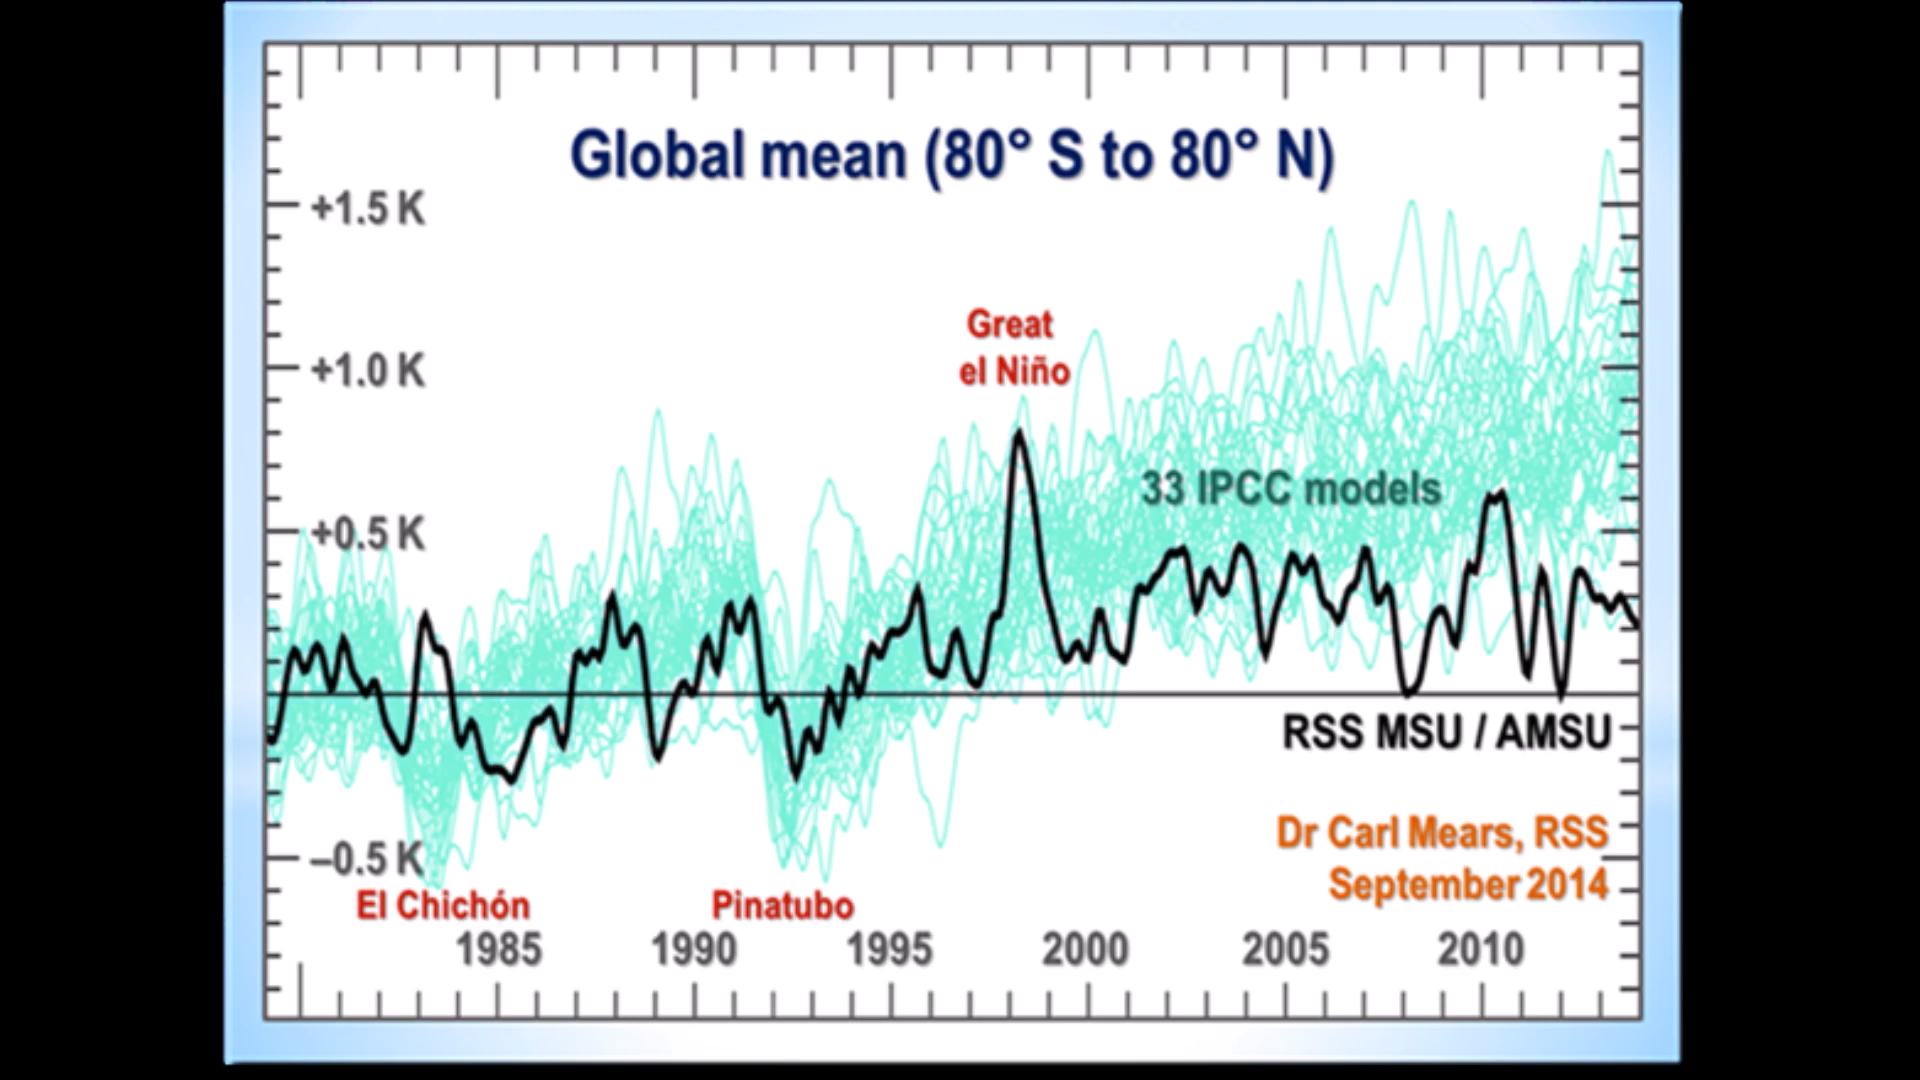 Global mean (80° S to 80° N)
+1.5 K
Great
el Niño
+1.0 K
33 IPCC models
+0.5 K
RSS MSU / AMSU
Dr Carl Mears, RSS
–0.5 K
September 2014
El Chichón
Pinatubo
1985
1990
1995
2000
2005
2010